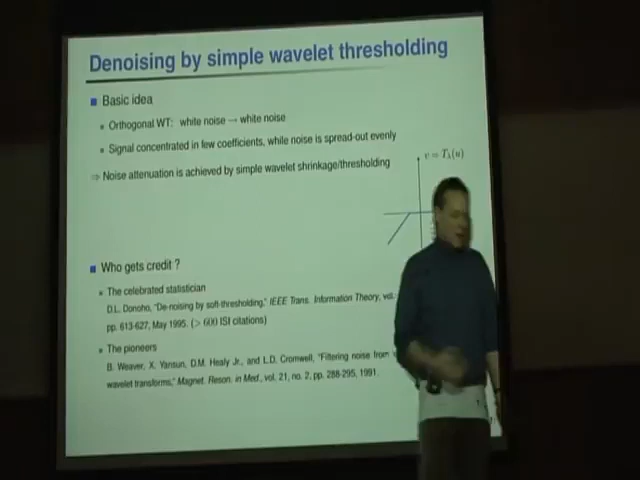 Denoising by simple wavelet thresholding
Basic idea
Orthogonal WT: white noise → white noise
Signal concentrated in few coefficients, while noise is spread-out evenly
⇒ Noise attenuation is achieved by simple wavelet shrinkage/thresholding
v = Tλ(u)
Who gets credit ?
The celebrated statistician
D.L. Donoho, "De-noising by soft-thresholding," IEEE Trans. Information Theory, vol.
pp. 613-627, May 1995. (> 600 ISI citations)
The pioneers
B. Weaver, X. Yansun, D.M. Healy Jr., and L.D. Cromwell, "Filtering noise from
wavelet transforms," Magnet. Reson. in Med., vol. 21, no. 2, pp. 288-295, 1991.